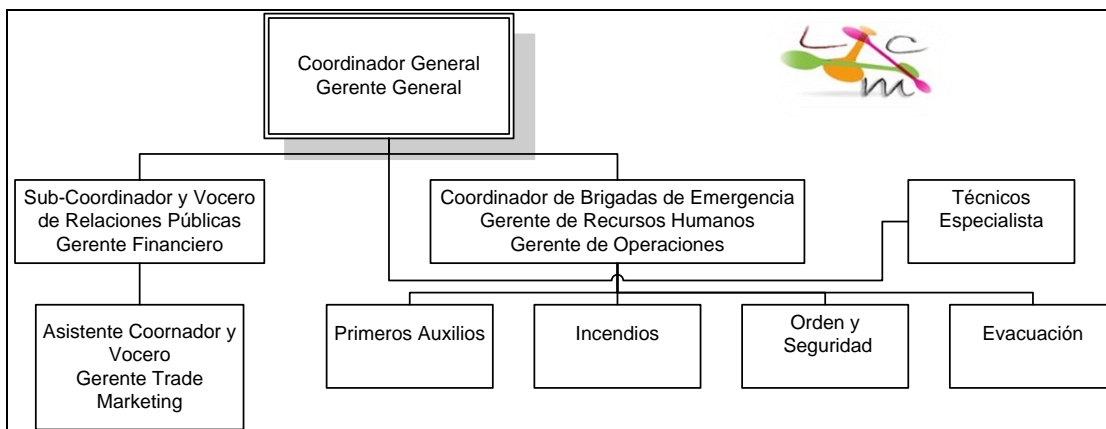 Coordinador General
Gerente General
L C
m
Sub-Coordinador y Vocero
de Relaciones Públicas
Gerente Financiero
Coordinador de Brigadas de Emergencia
Gerente de Recursos Humanos
Gerente de Operaciones
Técnicos
Especialista
Asistente Coornador y
Vocero
Gerente Trade
Marketing
Primeros Auxilios
Incendios
Orden y
Seguridad
Evacuación